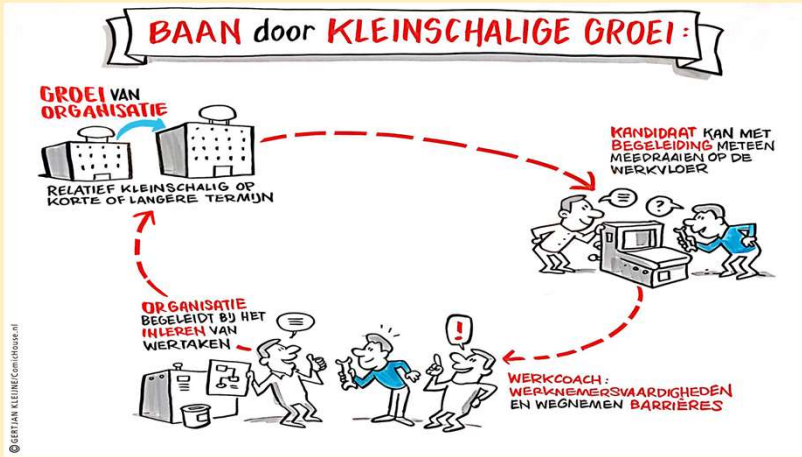 BAAN door KLEINSCHALIGE GROEI:
GROEI VAN
ORGANISATIE
RELATIEF KLEINSCHALIG OP
KORTE OF LANGERE TERMIJN
KANDIDAAT KAN MET
BEGELEIDING METEEN
MEEDRAAIEN OP DE
WERKVLOER
?
ORGANISATIE
BEGELEIDT BIJ HET
INLEREN VAN
WERTAKEN
!
WERKCOACH:
WERKNEMERSVAARDIGHEDEN
EN WEGNEMEN BARRIÈRES
© GERTJAN KLEIJNE/ComicHouse.nl